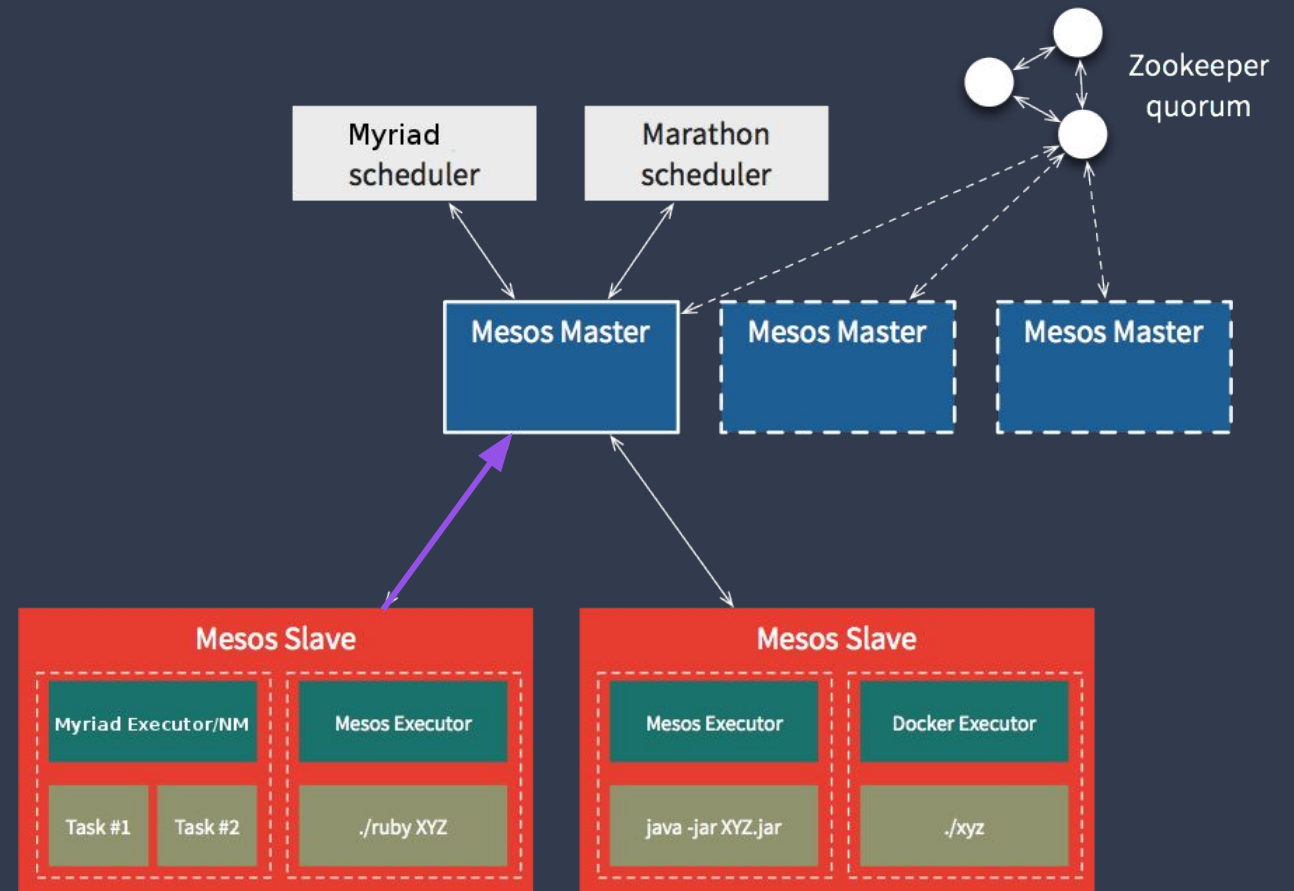 Zookeeper
quorum
Myriad
scheduler
Marathon
scheduler
Mesos Master
Mesos Master
Mesos Master
Mesos Slave
Myriad Executor/NM
Mesos Executor
Task #1
Task #2
./ruby XYZ
Mesos Slave
Mesos Executor
Docker Executor
java -jar XYZ.jar
./xyz